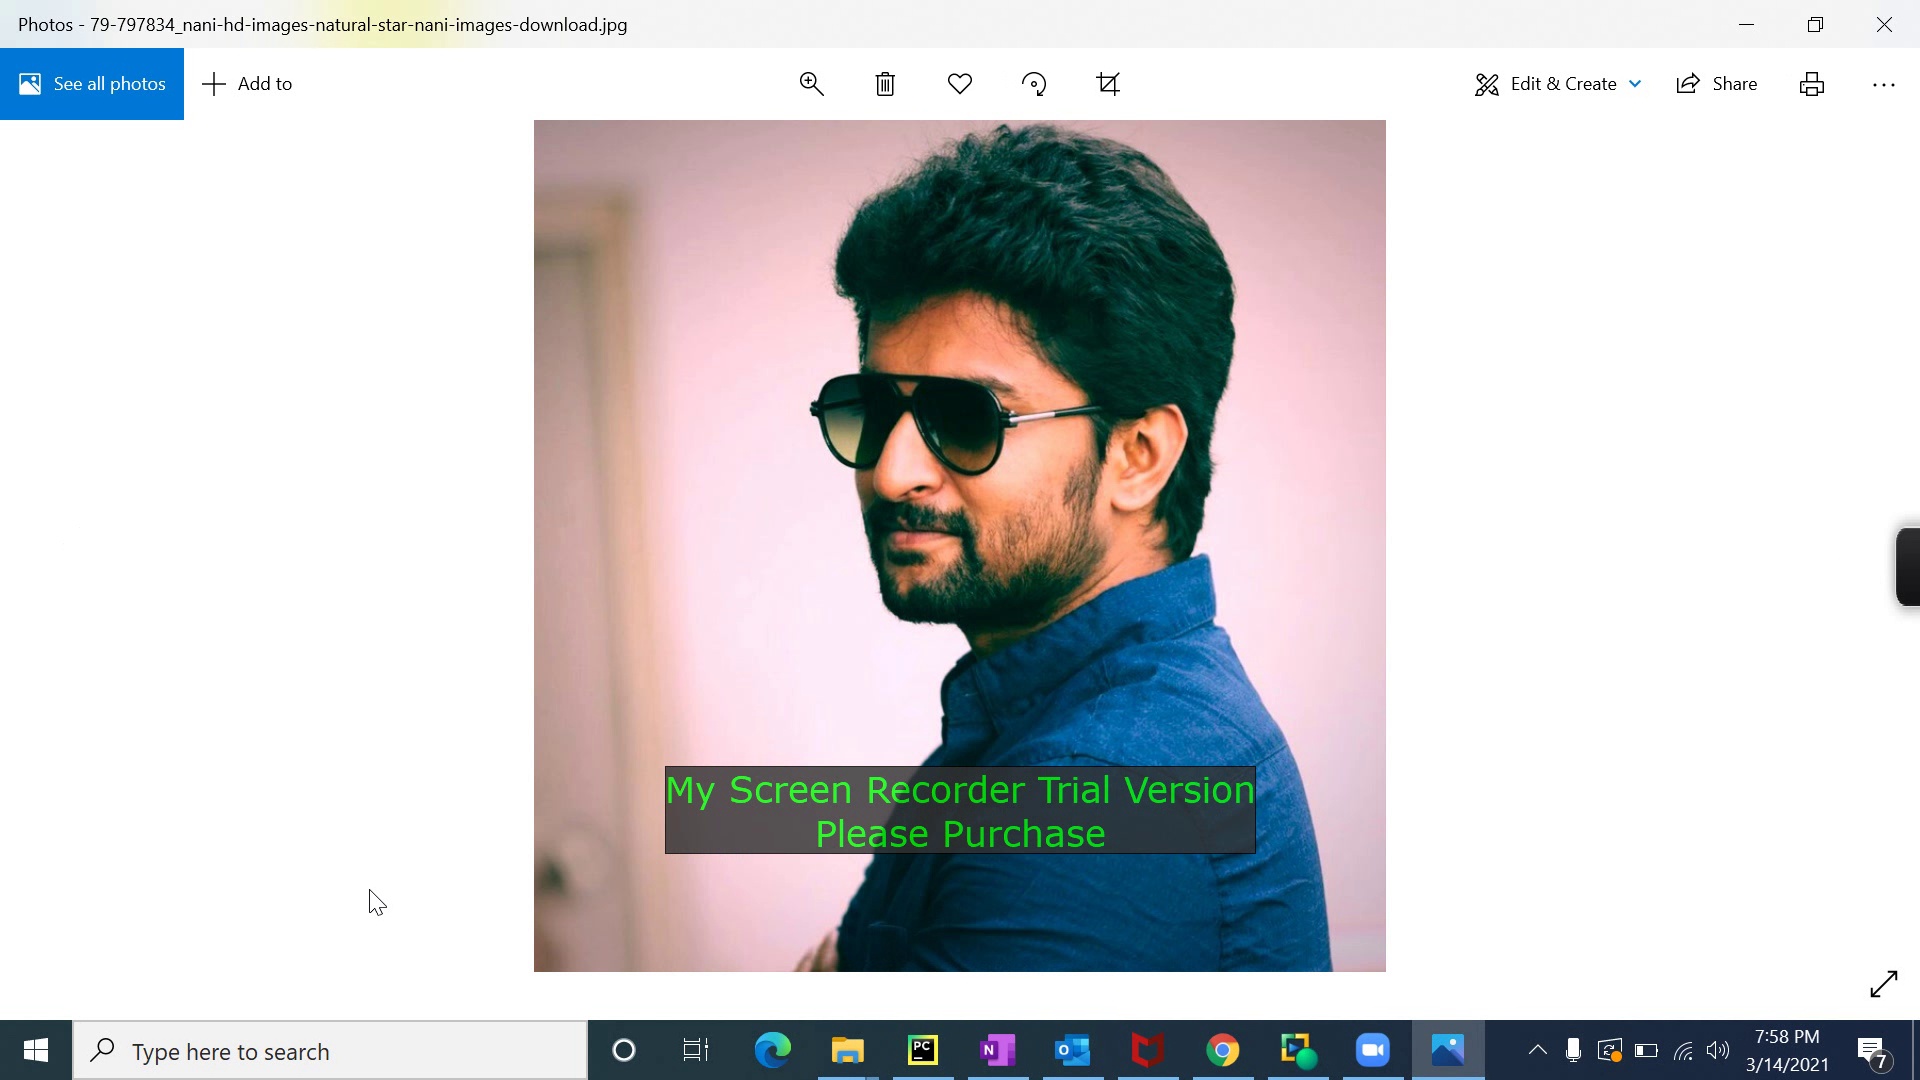 Photos - 79-797834_nani-hd-images-natural-star-nani-images-download.jpg
See all photos
Add to
Edit & Create
Share
My Screen Recorder Trial Version
Please Purchase
Type here to search
PC
N
O
7:58 PM
3/14/2021
7